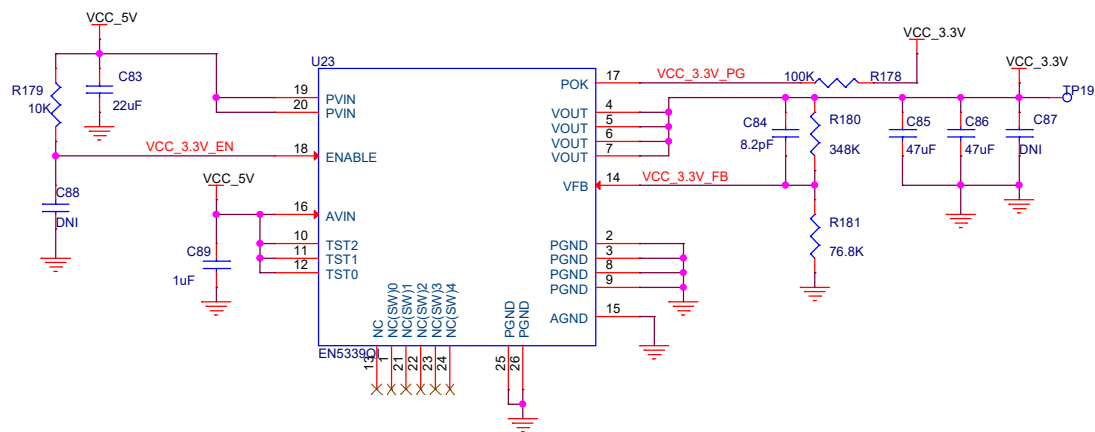 VCC_5V
VCC_3.3V
U23
C83
22uF
R179
10K
19
PVIN
20
PVIN
POK
17
VCC_3.3V_PG
100K
R178
VCC_3.3V
TP19
VOUT
4
VOUT
5
VOUT
6
VOUT
7
C84
8.2pF
R180
348K
C85
47uF
C86
47uF
C87
DNI
VCC_3.3V_EN
18
ENABLE
VFB
14
VCC_3.3V_FB
C88
DNI
VCC_5V
16
AVIN
R181
76.8K
C89
1uF
10
TST2
11
TST1
12
TST0
PGND
2
PGND
3
PGND
8
PGND
9
AGND
15
NC
NC(SW)0
NC(SW)1
NC(SW)2
NC(SW)3
NC(SW)4
PGND
PGND
EN5339QI
13
1
21
22
23
24
25
26